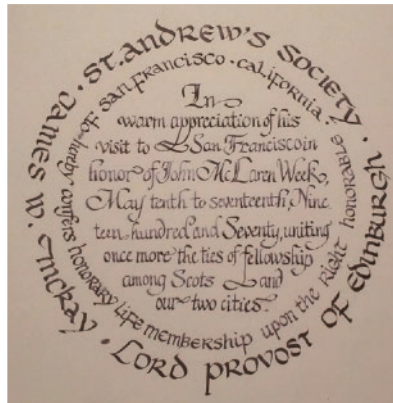 St. Andrew's Society
of San Francisco · California ·
hereby confers honorary life membership upon the Right honorable
Lord Provost of Edinburgh ·
James W. McKay ·
In
warm appreciation of his
visit to San Francisco in
honor of John McLaren Week,
May tenth to seventeenth, Nine-
teen hundred and Seventy, uniting
once more the ties of fellowship
among Scots and
our two cities.